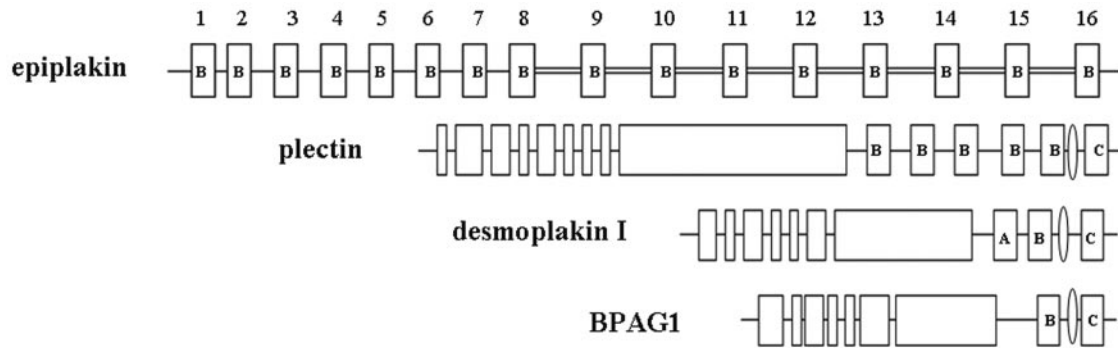 1 2 3 4 5 6 7 8 9 10 11 12 13 14 15 16
epiplakin B B B B B B B B B B B B B B B B
plectin B B B B B C
desmoplakin I A B C
BPAG1 B C